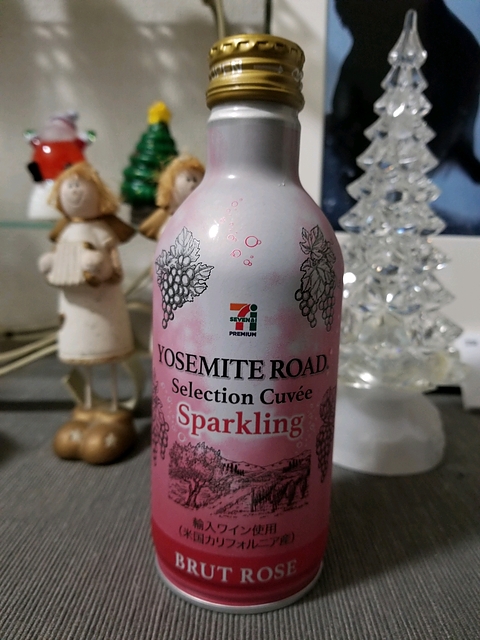 SEVEN&i
PREMIUM
YOSEMITE ROAD
Selection Cuvée
Sparkling
輸入ワイン使用
(米国カリフォルニア産)
BRUT ROSE